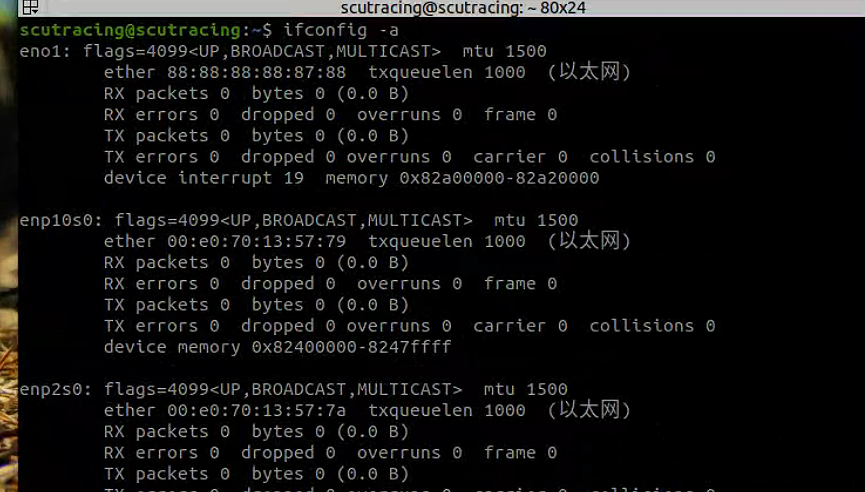 scutracing@scutracing: ~ 80x24
scutracing@scutracing:~$ ifconfig -a
eno1: flags=4099<UP,BROADCAST,MULTICAST>  mtu 1500
        ether 88:88:88:88:87:88  txqueuelen 1000  (以太网)
        RX packets 0  bytes 0 (0.0 B)
        RX errors 0  dropped 0  overruns 0  frame 0
        TX packets 0  bytes 0 (0.0 B)
        TX errors 0  dropped 0 overruns 0  carrier 0  collisions 0
        device interrupt 19  memory 0x82a00000-82a20000
enp10s0: flags=4099<UP,BROADCAST,MULTICAST>  mtu 1500
        ether 00:e0:70:13:57:79  txqueuelen 1000  (以太网)
        RX packets 0  bytes 0 (0.0 B)
        RX errors 0  dropped 0  overruns 0  frame 0
        TX packets 0  bytes 0 (0.0 B)
        TX errors 0  dropped 0 overruns 0  carrier 0  collisions 0
        device memory 0x82400000-8247ffff
enp2s0: flags=4099<UP,BROADCAST,MULTICAST>  mtu 1500
        ether 00:e0:70:13:57:7a  txqueuelen 1000  (以太网)
        RX packets 0  bytes 0 (0.0 B)
        RX errors 0  dropped 0  overruns 0  frame 0
        TX packets 0  bytes 0 (0.0 B)